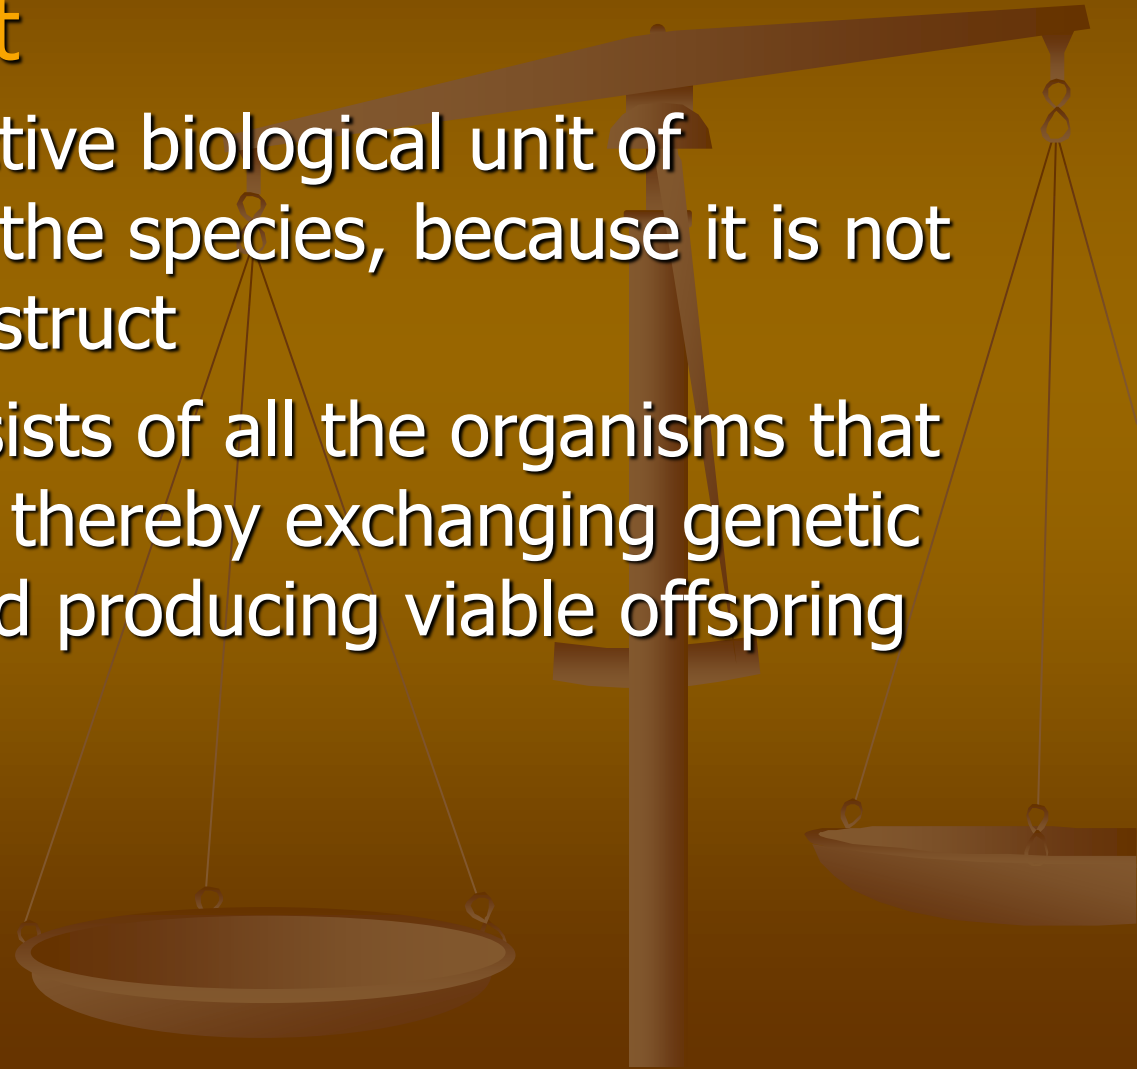 t
tive biological unit of
the species, because it is not
struct
sists of all the organisms that
thereby exchanging genetic
d producing viable offspring